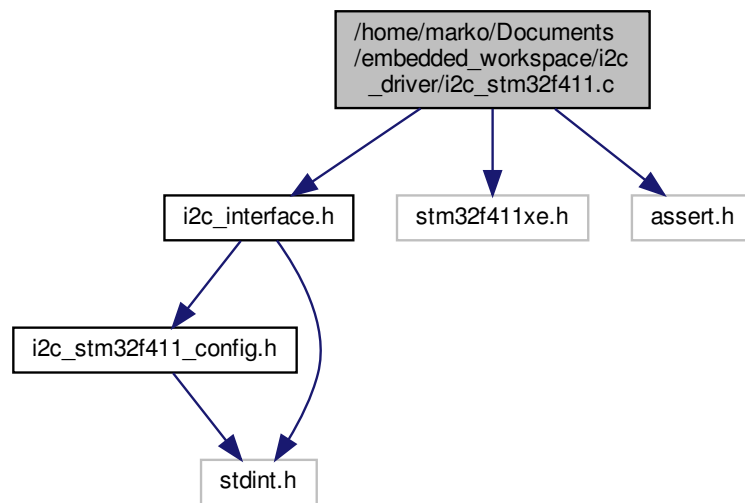 /home/marko/Documents
/embedded_workspace/i2c
_driver/i2c_stm32f411.c
i2c_interface.h
stm32f411xe.h
assert.h
i2c_stm32f411_config.h
stdint.h